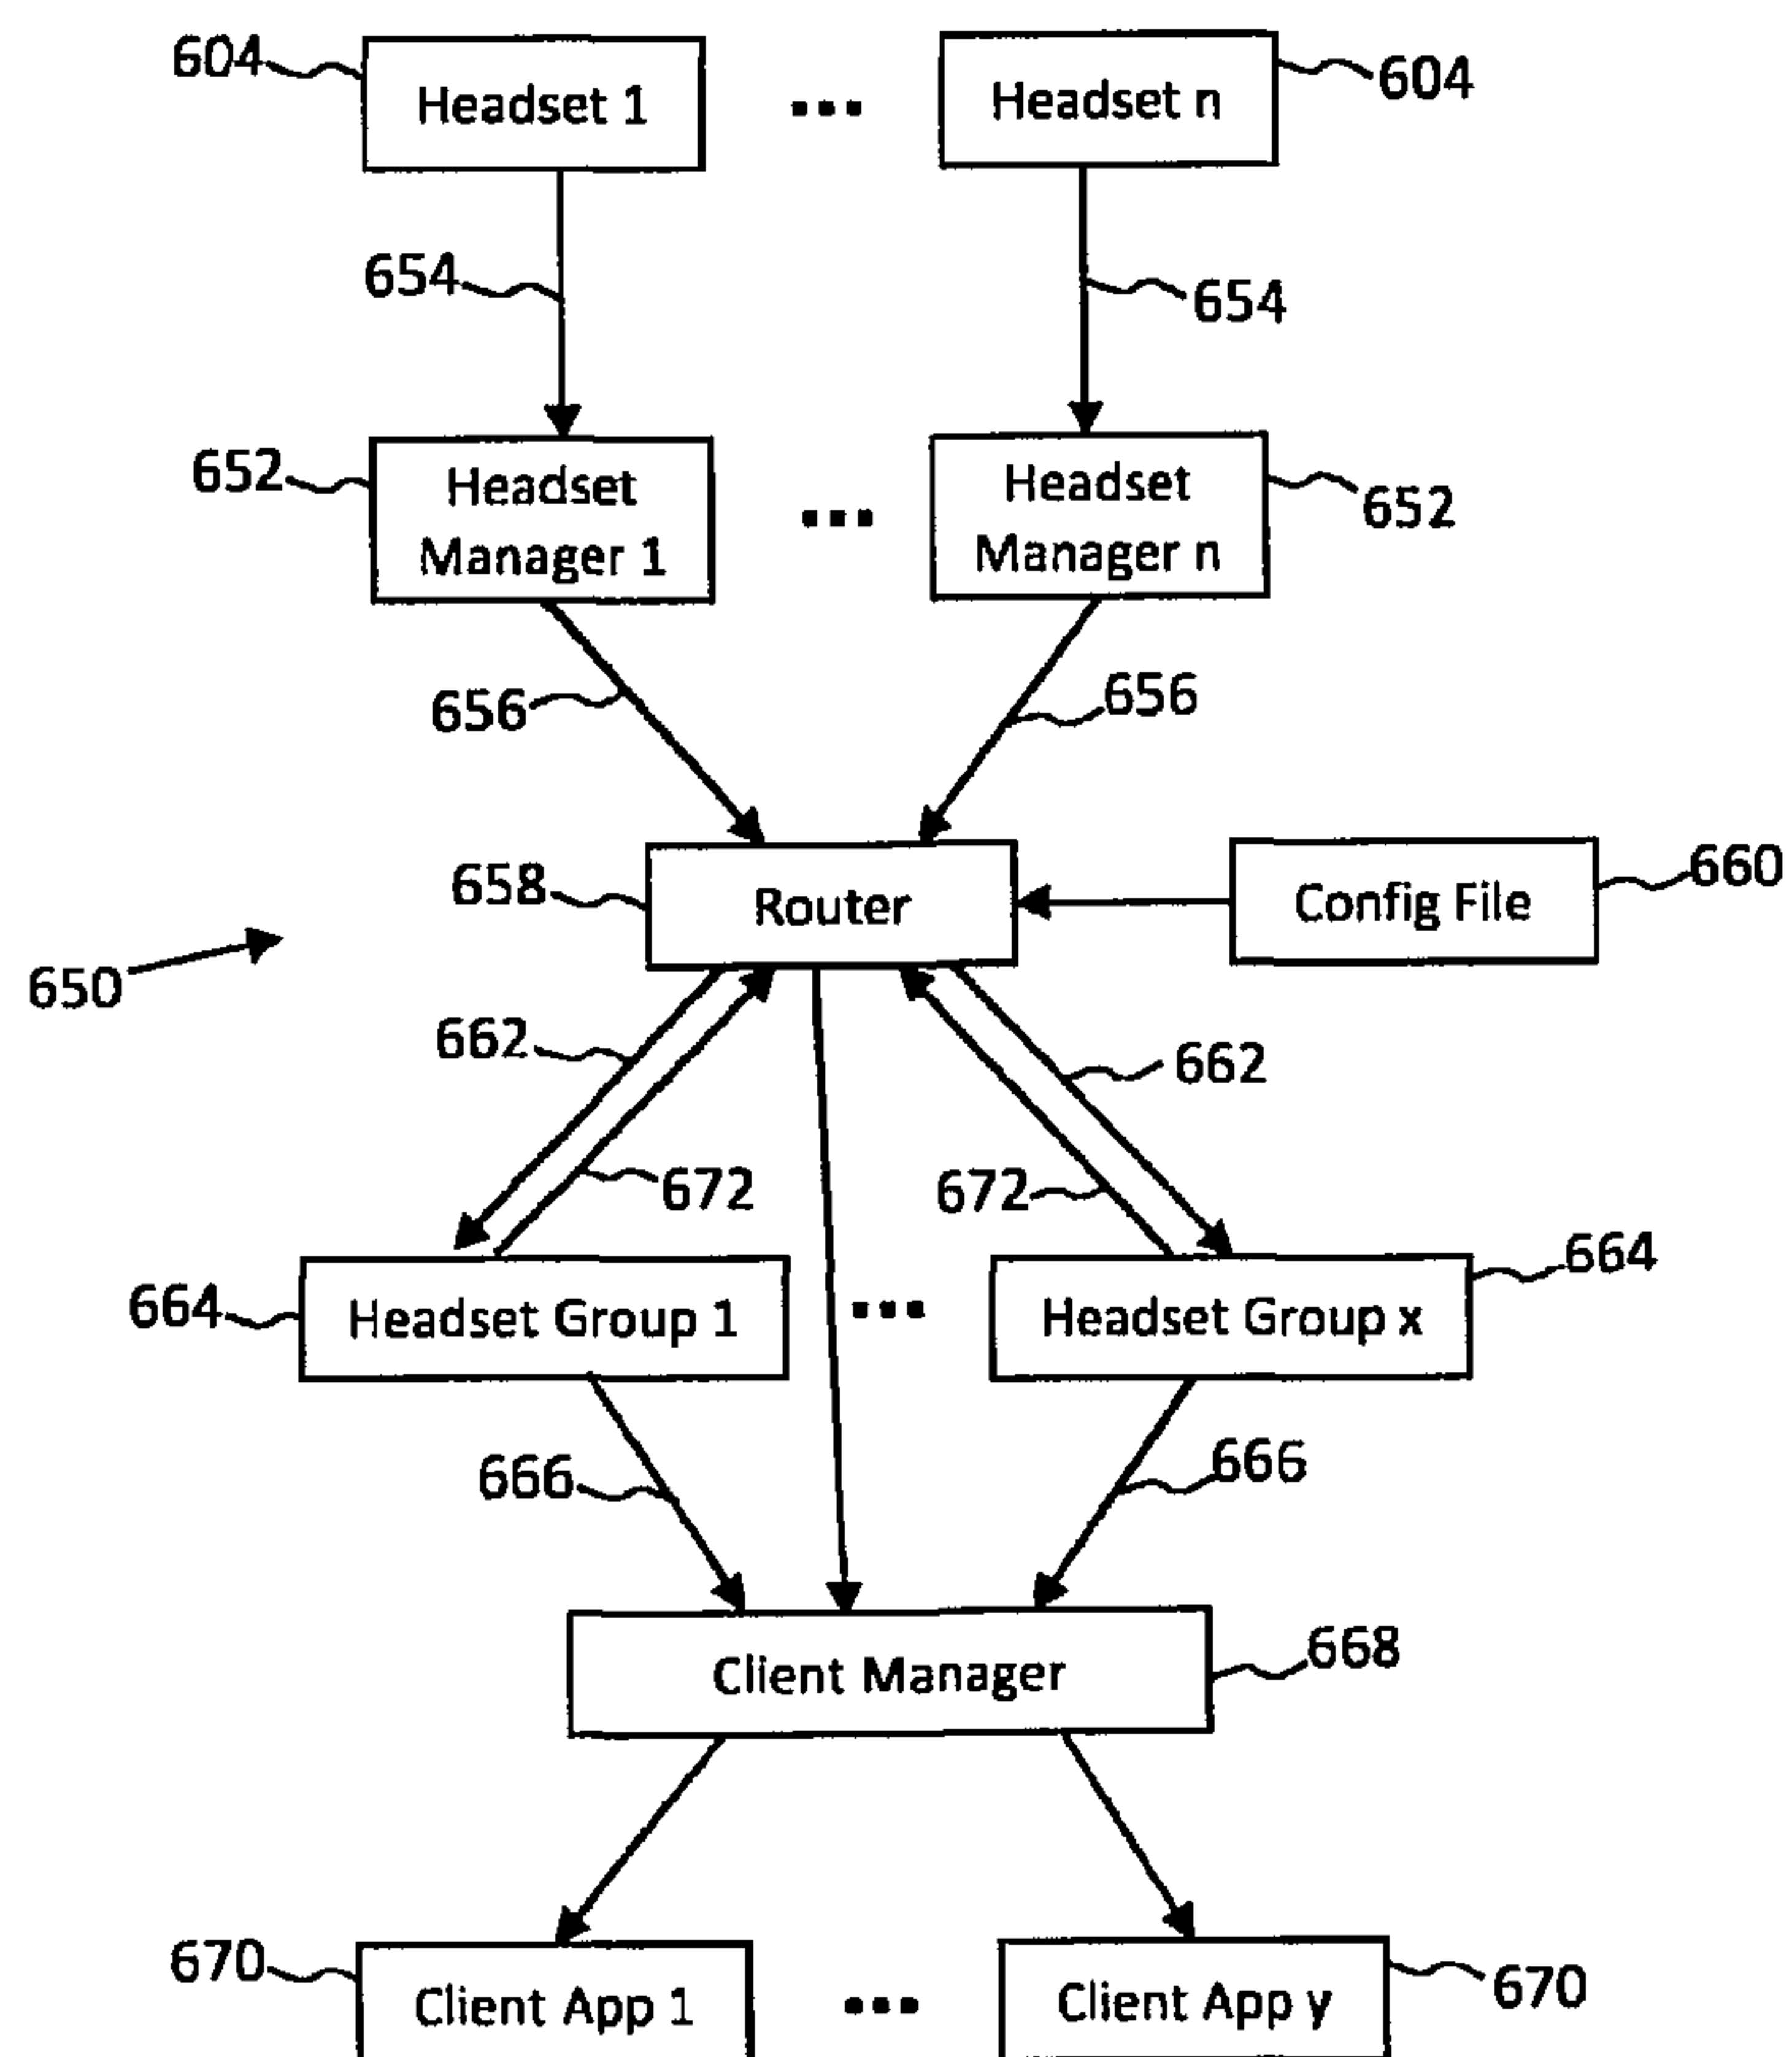 604
Headset 1
...
Headset n
604
654
654
652
Headset
Manager 1
...
Headset
Manager n
652
656
656
658
Router
Config File
660
650
662
662
672
672
664
Headset Group 1
...
Headset Group x
664
666
666
Client Manager
668
670
Client App 1
...
Client App y
670